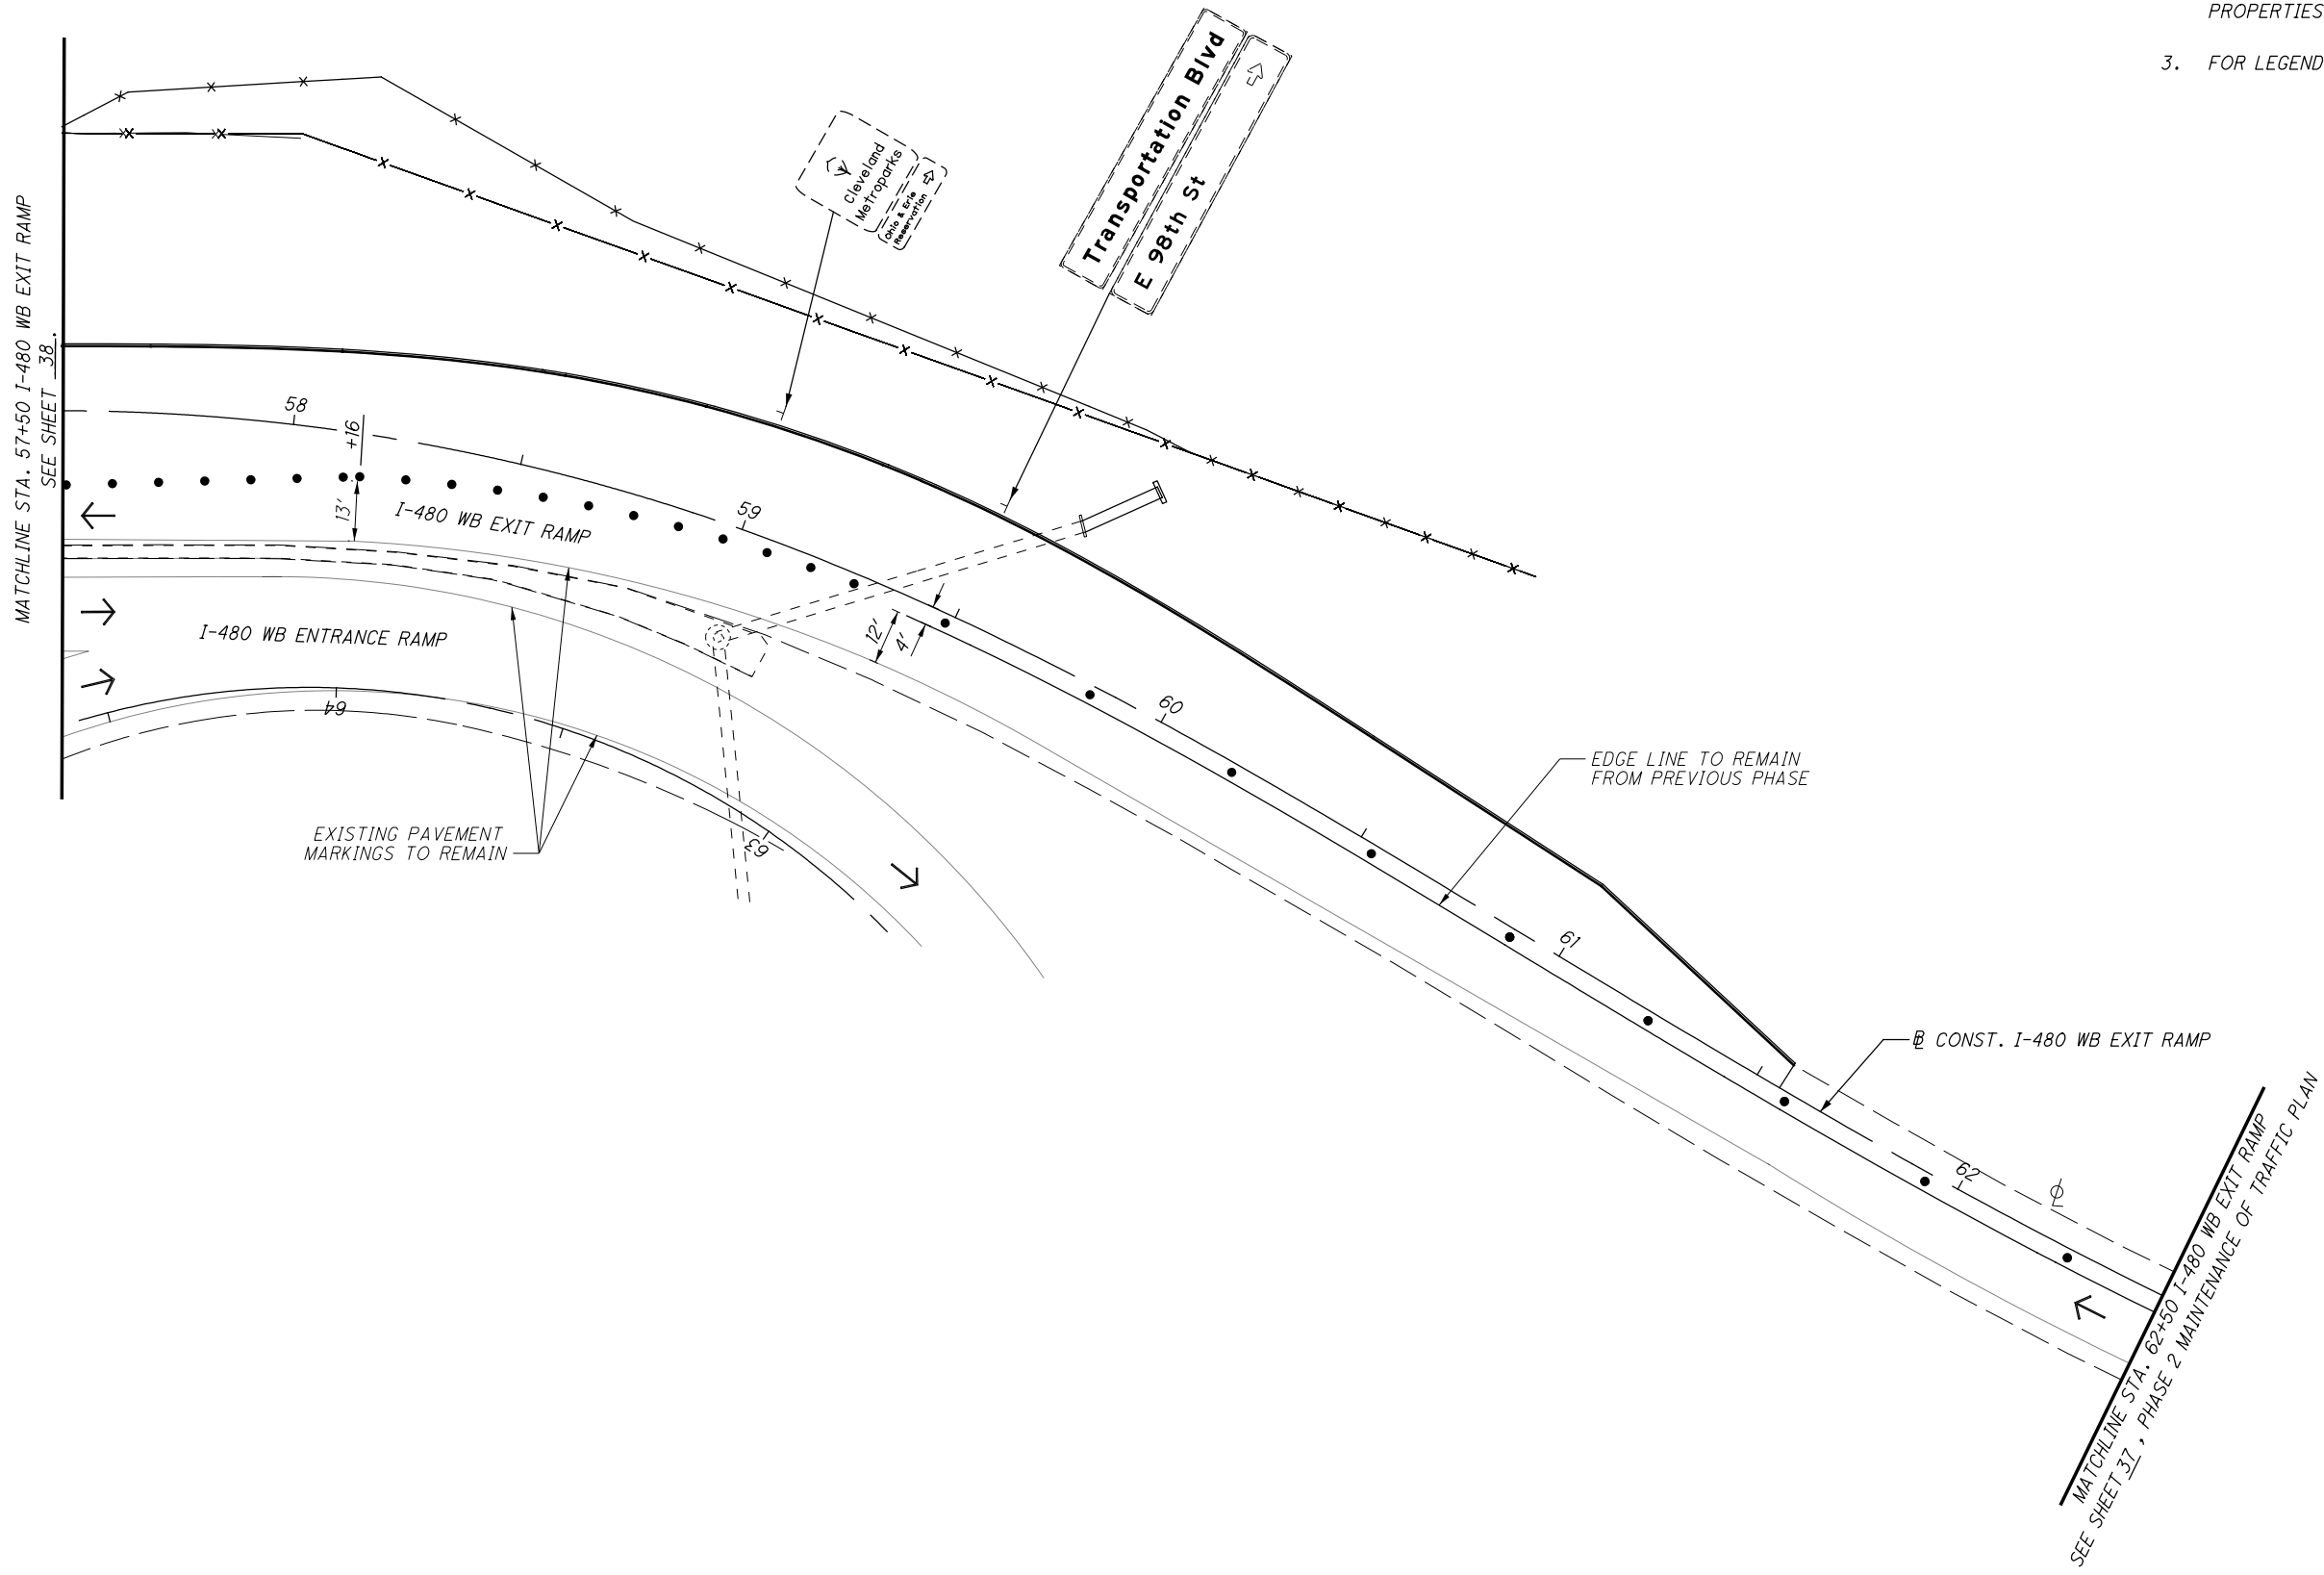 PROPERTIES
3. FOR LEGEND
Transportation Blvd
E 98th St
Cleveland
Metroparks
Ohio & Erie
Reservation
MATCHLINE STA. 57+50 I-480 WB EXIT RAMP
SEE SHEET 38.
58
+16
13'
I-480 WB EXIT RAMP
59
12'
4'
I-480 WB ENTRANCE RAMP
64
63
60
EDGE LINE TO REMAIN
FROM PREVIOUS PHASE
EXISTING PAVEMENT
MARKINGS TO REMAIN
61
℄ CONST. I-480 WB EXIT RAMP
62
MATCHLINE STA. 62+50 I-480 WB EXIT RAMP
SEE SHEET 37, PHASE 2 MAINTENANCE OF TRAFFIC PLAN